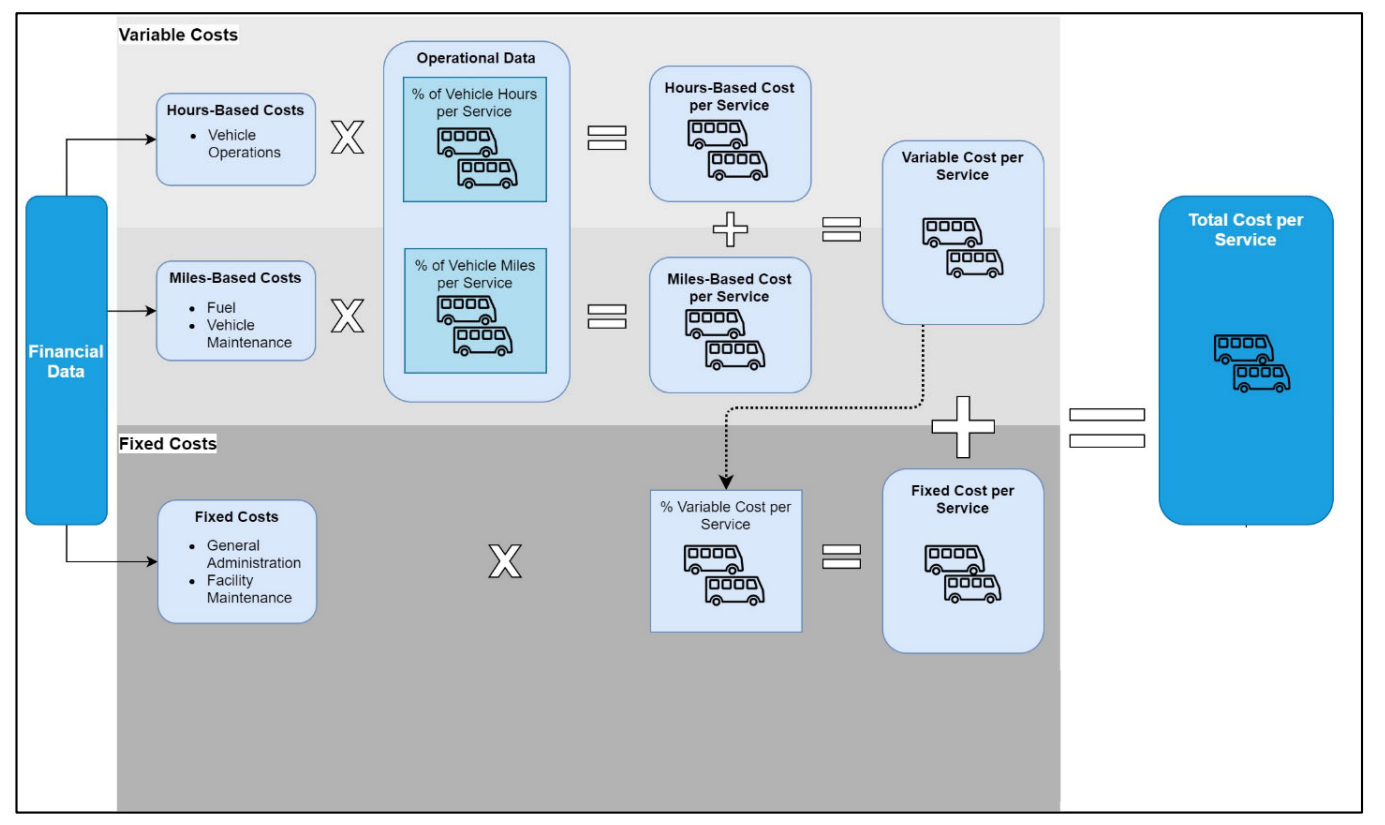 Variable Costs
Operational Data
Hours-Based Costs
• Vehicle
Operations
X
% of Vehicle Hours
per Service
=
Hours-Based Cost
per Service
+
=
Variable Cost per
Service
Miles-Based Costs
• Fuel
• Vehicle
Maintenance
X
% of Vehicle Miles
per Service
=
Miles-Based Cost
per Service
Financial
Data
+
=
Total Cost per
Service
Fixed Costs
Fixed Costs
• General
Administration
• Facility
Maintenance
X
% Variable Cost per
Service
=
Fixed Cost per
Service